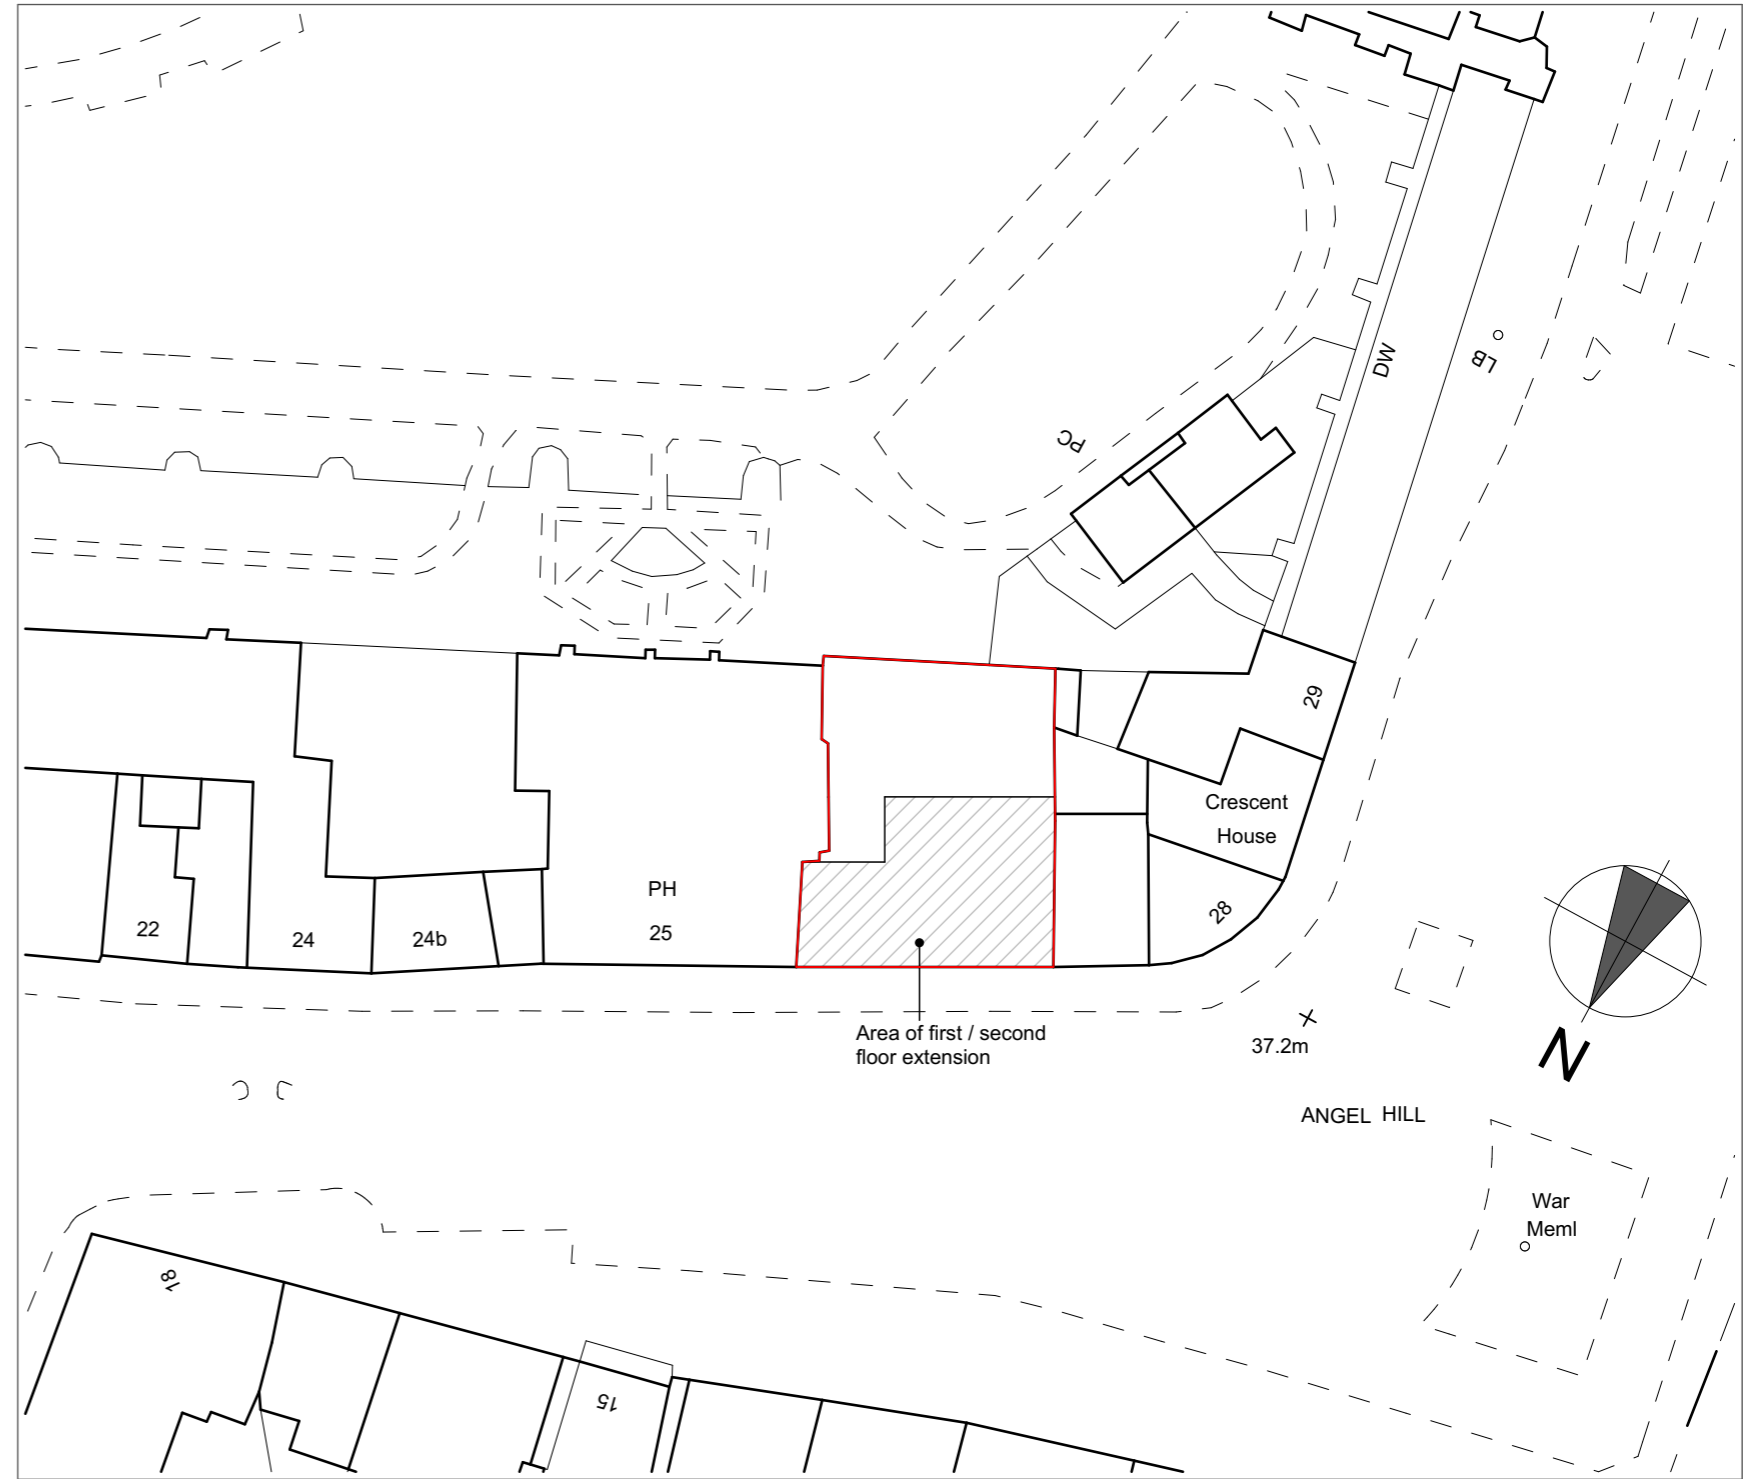 DW
LB
PC
29
Crescent
House
PH
25
22
24
24b
28
Area of first / second
floor extension
37.2m
N
ANGEL HILL
War
Meml
18
15